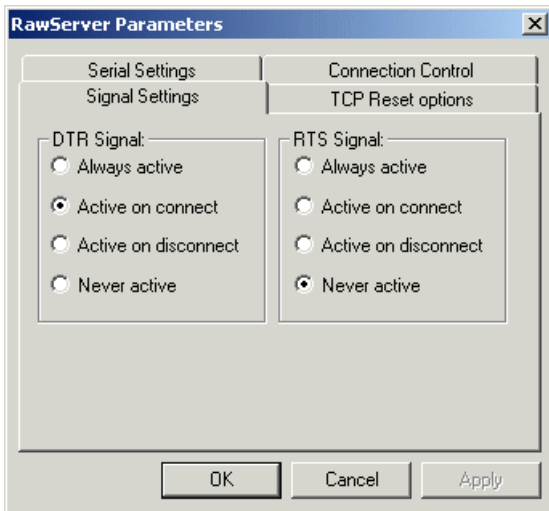 RawServer Parameters
Serial Settings Connection Control
Signal Settings TCP Reset options
DTR Signal: RTS Signal:
Always active Always active
Active on connect Active on connect
Active on disconnect Active on disconnect
Never active Never active
OK Cancel Apply